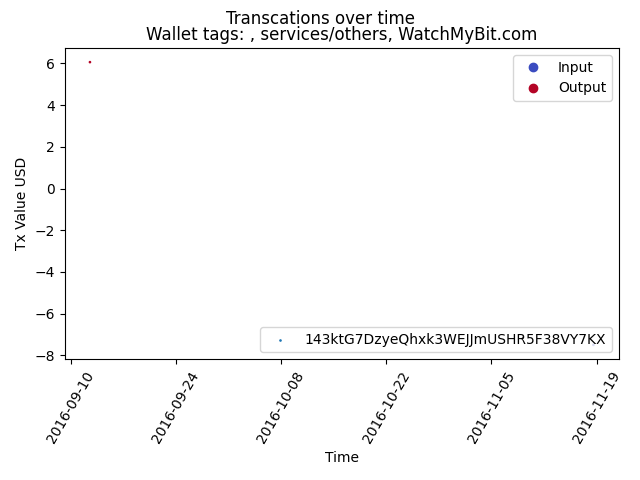 Transcations over time
Wallet tags: , services/others, WatchMyBit.com
6
4
2
0
−2
−4
−6
−8
Tx Value USD
Input
Output
143ktG7DzyeQhxk3WEJJmUSHR5F38VY7KX
2016-09-10
2016-09-24
2016-10-08
2016-10-22
2016-11-05
2016-11-19
Time